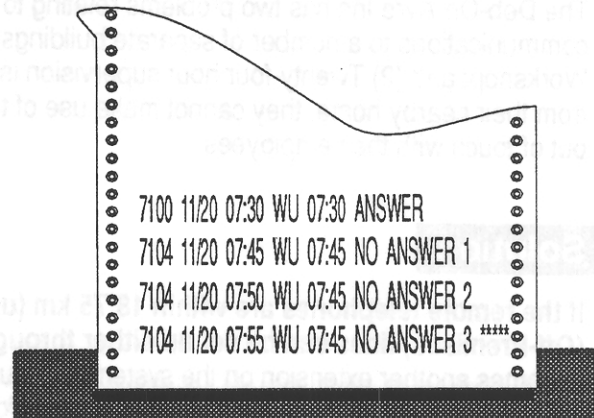 7100 11/20 07:30 WU 07:30 ANSWER
7104 11/20 07:45 WU 07:45 NO ANSWER 1
7104 11/20 07:50 WU 07:45 NO ANSWER 2
7104 11/20 07:55 WU 07:45 NO ANSWER 3 *****